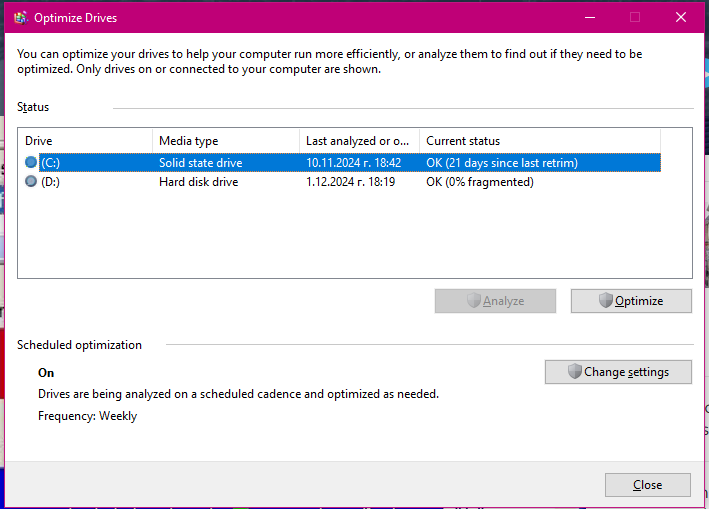 Optimize Drives
You can optimize your drives to help your computer run more efficiently, or analyze them to find out if they need to be
optimized. Only drives on or connected to your computer are shown.
Status
Drive Media type Last analyzed or o... Current status
(C:) Solid state drive 10.11.2024 г. 18:42 OK (21 days since last retrim)
(D:) Hard disk drive 1.12.2024 г. 18:19 OK (0% fragmented)
Analyze Optimize
Scheduled optimization
On
Change settings
Drives are being analyzed on a scheduled cadence and optimized as needed.
Frequency: Weekly
Close